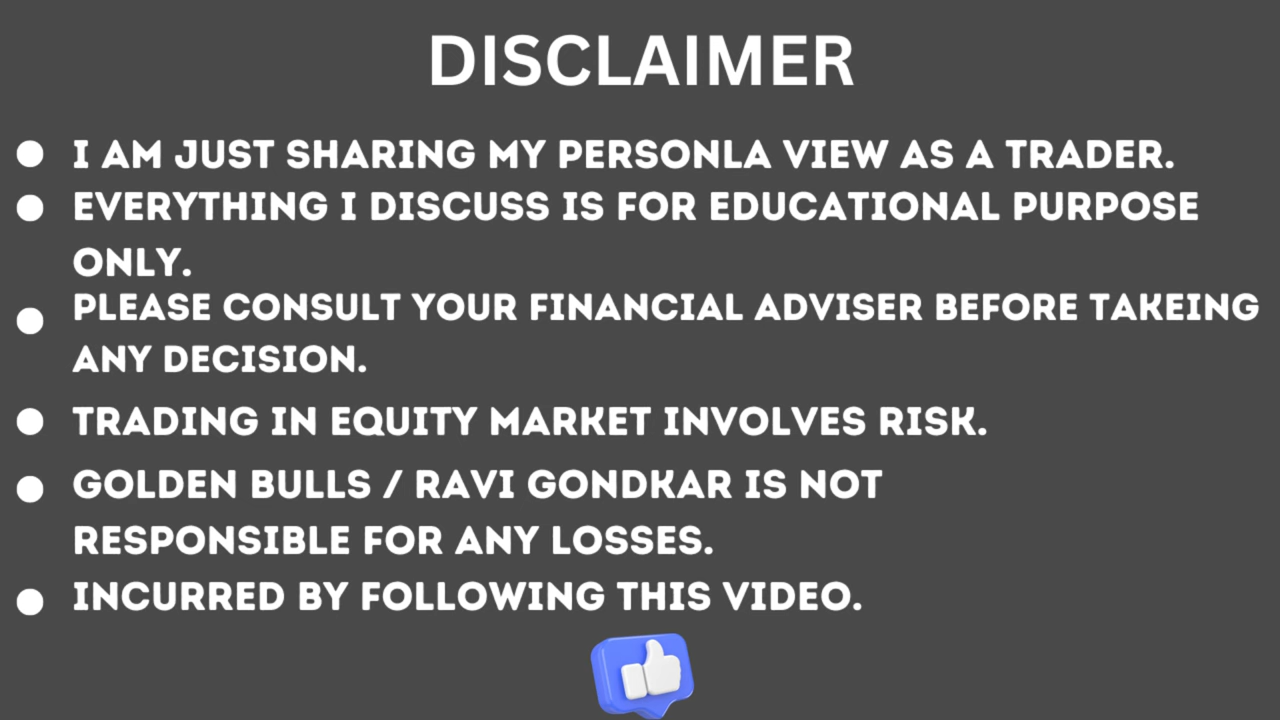 DISCLAIMER
I AM JUST SHARING MY PERSONLA VIEW AS A TRADER.
EVERYTHING I DISCUSS IS FOR EDUCATIONAL PURPOSE
ONLY.
PLEASE CONSULT YOUR FINANCIAL ADVISER BEFORE TAKEING
ANY DECISION.
TRADING IN EQUITY MARKET INVOLVES RISK.
GOLDEN BULLS / RAVI GONDKAR IS NOT
RESPONSIBLE FOR ANY LOSSES.
INCURRED BY FOLLOWING THIS VIDEO.